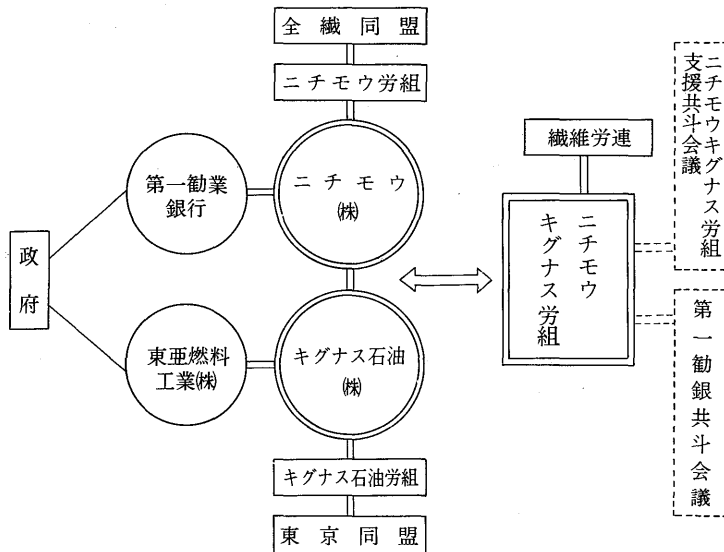 全繊同盟
ニチモウ労組
第一勧業
銀行
ニチモウ
㈱
政府
東亜燃料
工業㈱
キグナス石油
㈱
キグナス石油労組
東京同盟
繊維労連
ニチモウ
キグナス労組
ニチモウキグナス労組
支援共斗会議
第一勧銀共斗会議